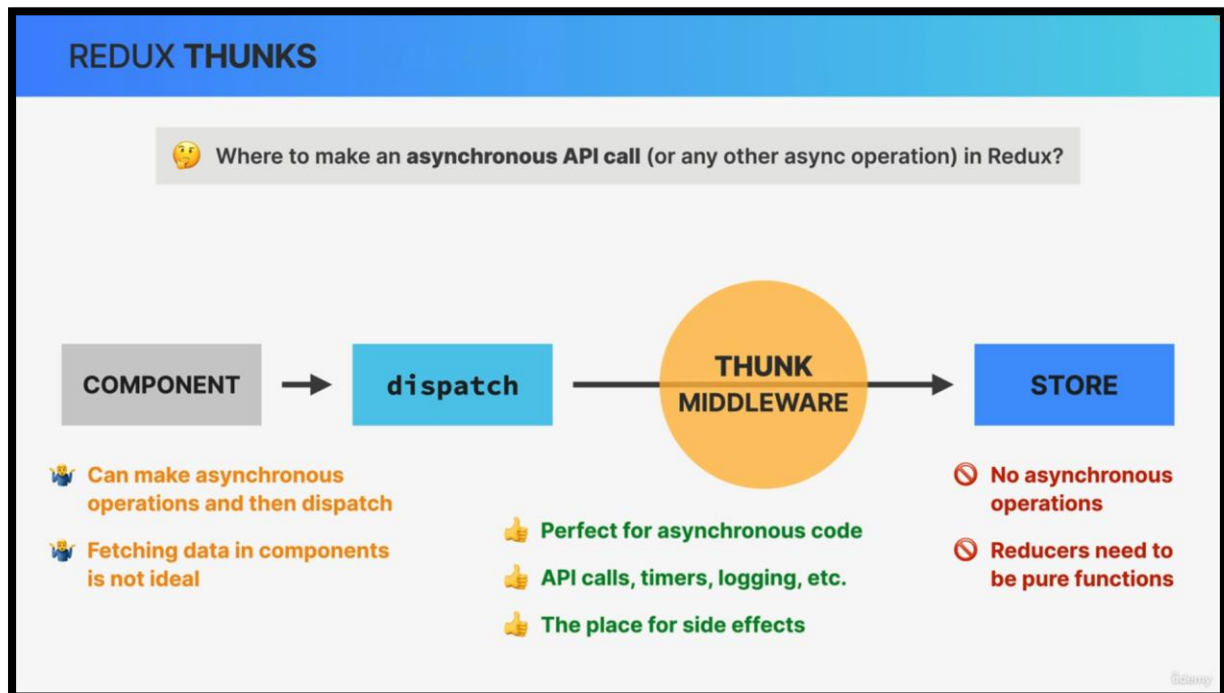 REDUX THUNKS
🤔 Where to make an asynchronous API call (or any other async operation) in Redux?
COMPONENT
dispatch
THUNK
MIDDLEWARE
STORE
🤷‍♂️ Can make asynchronous
operations and then dispatch
🤷‍♂️ Fetching data in components
is not ideal
👍 Perfect for asynchronous code
👍 API calls, timers, logging, etc.
👍 The place for side effects
🚫 No asynchronous
operations
🚫 Reducers need to
be pure functions
ûdemy